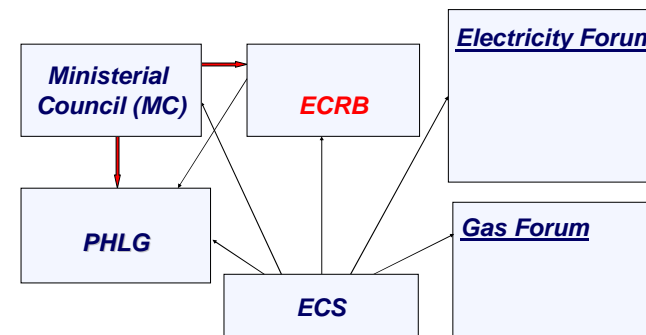 Electricity Forum
Ministerial
Council (MC)
ECRB
PHLG
Gas Forum
ECS